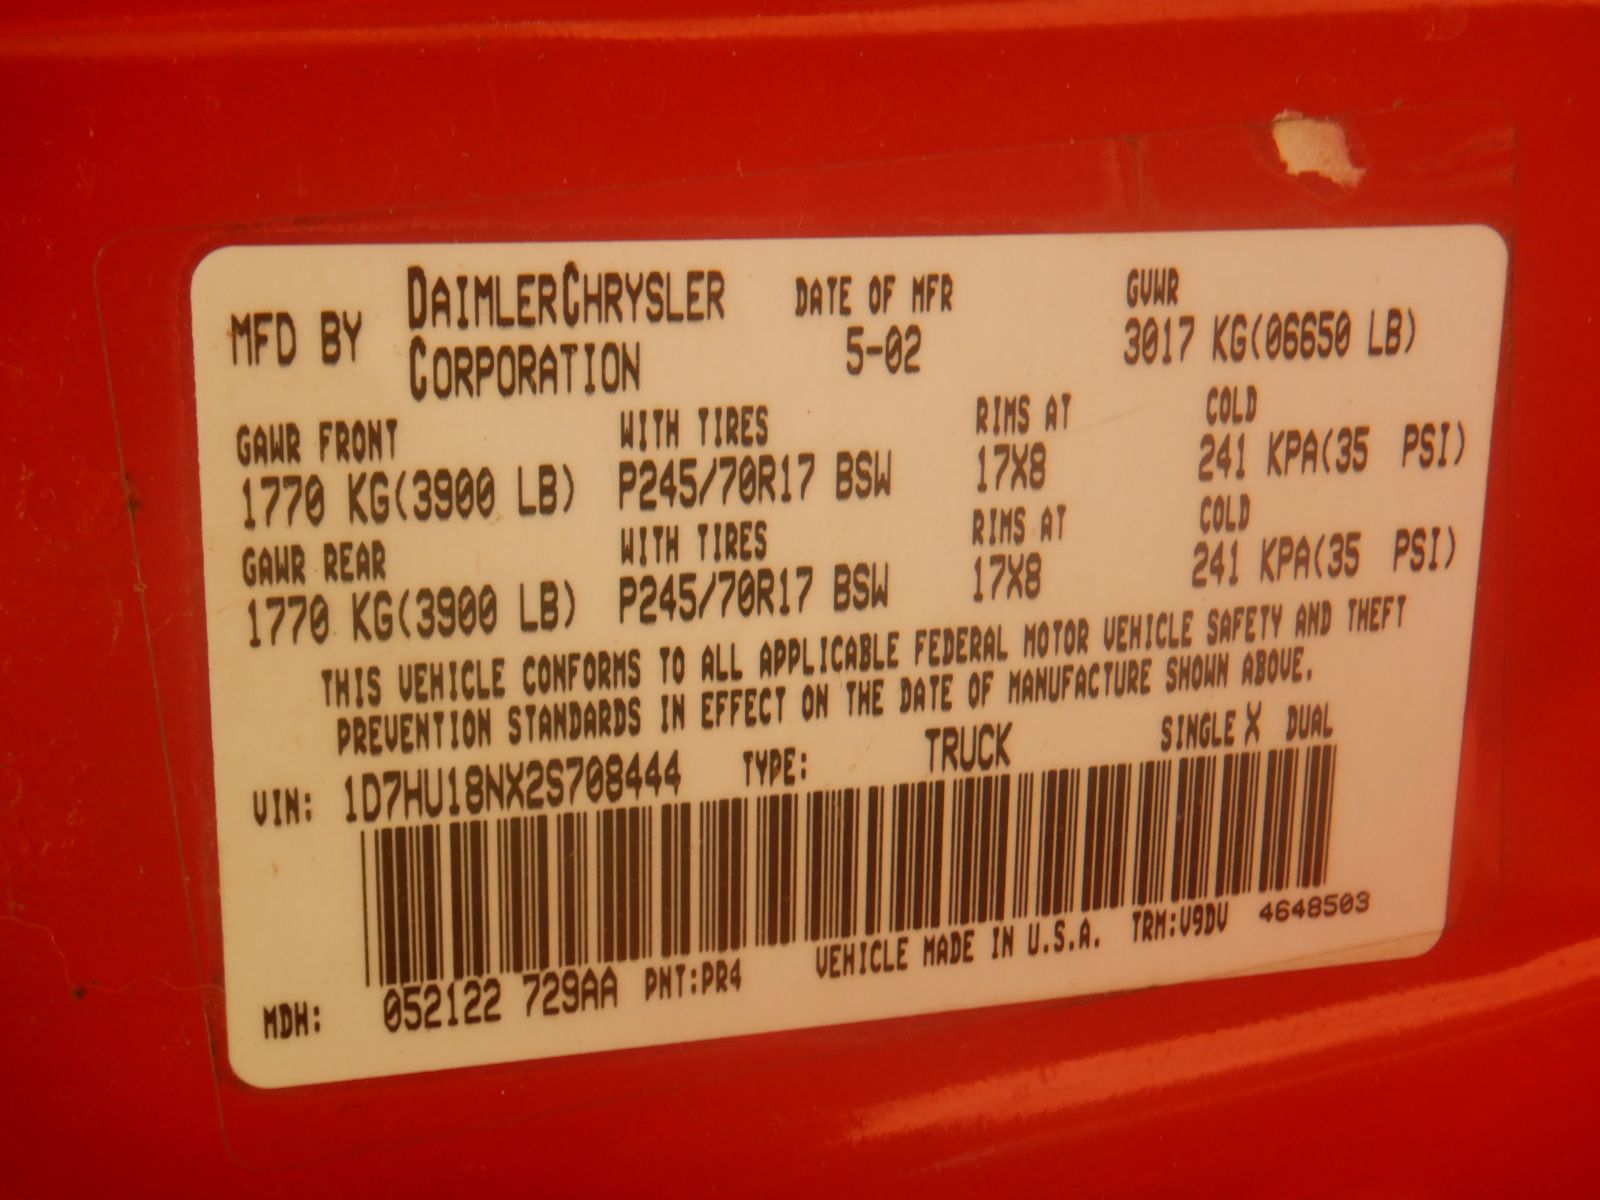 MFD BY DAIMLERCHRYSLER CORPORATION DATE OF MFR 5-02 GVWR 3017 KG(06650 LB)
GAWR FRONT WITH TIRES RIMS AT COLD
1770 KG(3900 LB) P245/70R17 BSW 17X8 241 KPA(35 PSI)
GAWR REAR WITH TIRES RIMS AT COLD
1770 KG(3900 LB) P245/70R17 BSW 17X8 241 KPA(35 PSI)
THIS VEHICLE CONFORMS TO ALL APPLICABLE FEDERAL MOTOR VEHICLE SAFETY AND THEFT
PREVENTION STANDARDS IN EFFECT ON THE DATE OF MANUFACTURE SHOWN ABOVE.
VIN: 1D7HU18NX2S708444 TYPE: TRUCK SINGLE X DUAL
MDH: 052122 729AA PNT:PR4 VEHICLE MADE IN U.S.A. TRM:V9DV 4648503